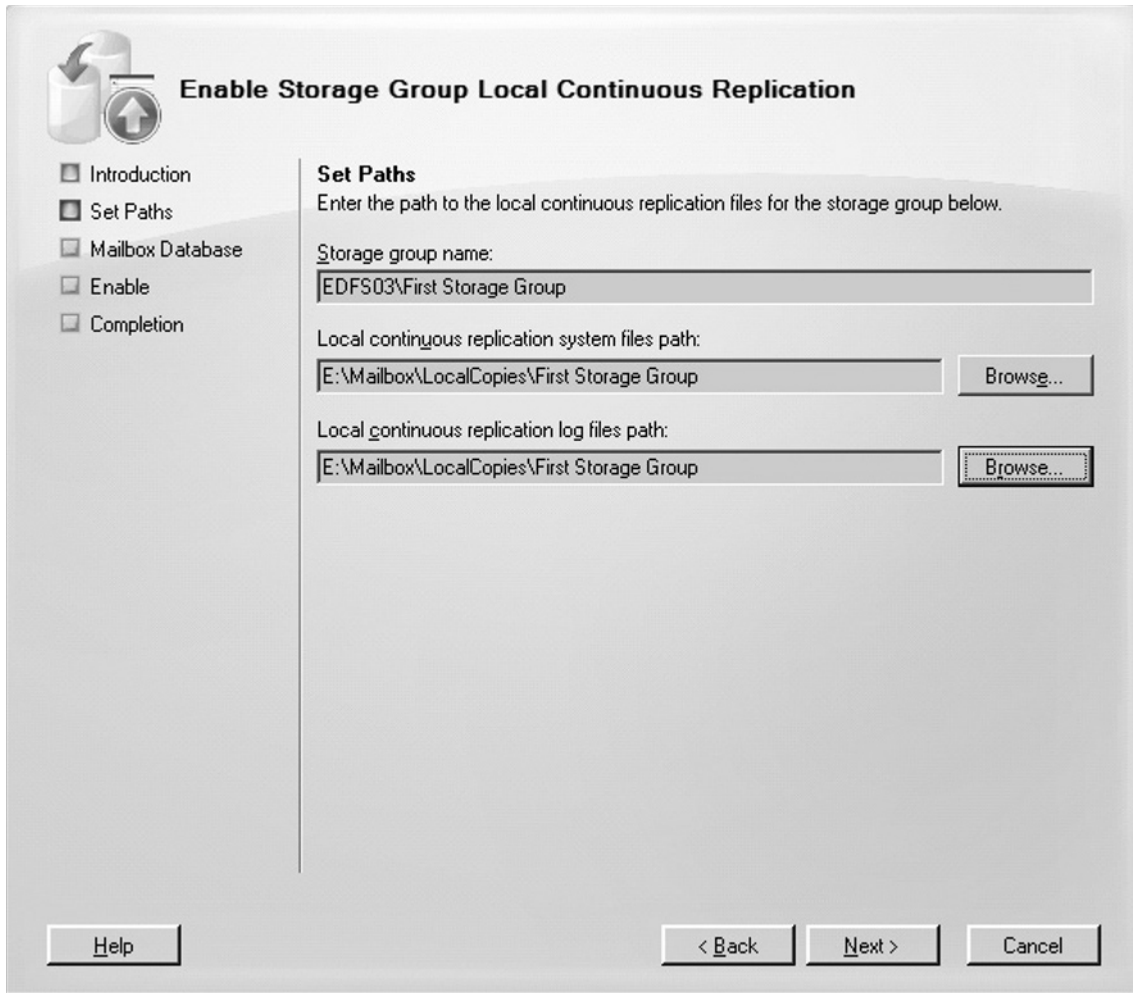 Enable Storage Group Local Continuous Replication
Introduction
Set Paths
Mailbox Database
Enable
Completion
Set Paths
Enter the path to the local continuous replication files for the storage group below.
Storage group name:
EDFS03\First Storage Group
Local continuous replication system files path:
E:\Mailbox\LocalCopies\First Storage Group
Browse...
Local continuous replication log files path:
E:\Mailbox\LocalCopies\First Storage Group
Browse...
Help
< Back
Next >
Cancel